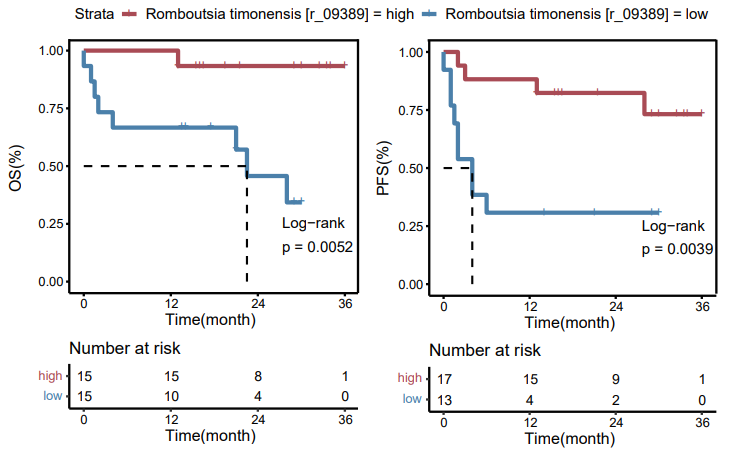 Strata Romboutsia timonensis [r_09389] = high Romboutsia timonensis [r_09389] = low
OS(%)
1.00
0.75
0.50
0.25
0.00
Log−rank
p = 0.0052
0 12 24 36
Time(month)
Number at risk
high 15 15 8 1
low 15 10 4 0
0 12 24 36
Time(month)
PFS(%)
1.00
0.75
0.50
0.25
0.00
Log−rank
p = 0.0039
0 12 24 36
Time(month)
Number at risk
high 17 15 9 1
low 13 4 2 0
0 12 24 36
Time(month)